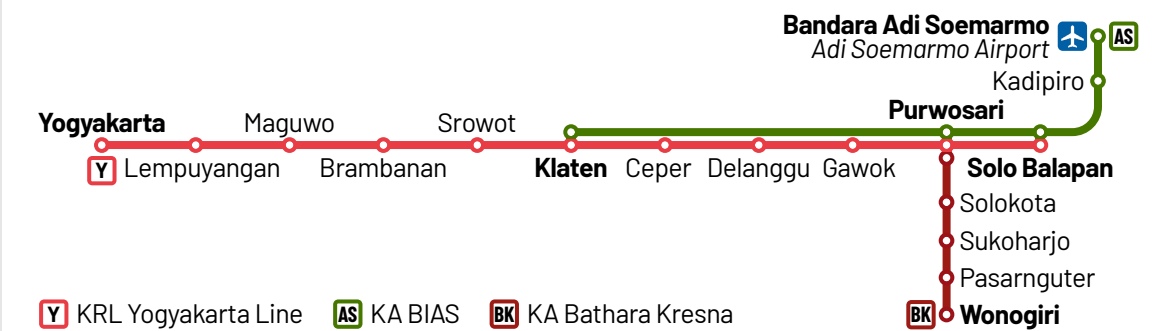 Bandara Adi Soemarmo
Adi Soemarmo Airport
AS
Kadipiro
Purwosari
Yogyakarta
Maguwo
Srowot
Y
Lempuyangan
Brambanan
Klaten
Ceper
Delanggu
Gawok
Solo Balapan
Solokota
Sukoharjo
Pasarnguter
BK
Wonogiri
Y KRL Yogyakarta Line
AS KA BIAS
BK KA Bathara Kresna